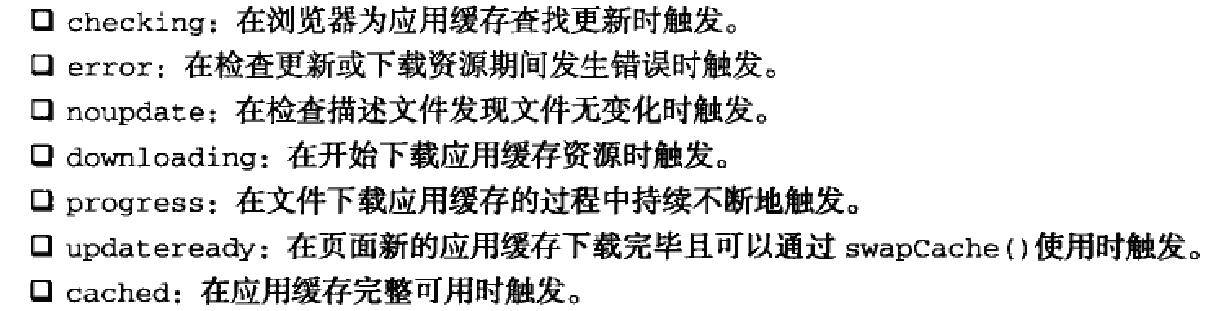 ❑ checking：在浏览器为应用缓存查找更新时触发。
❑ error：在检查更新或下载资源期间发生错误时触发。
❑ noupdate：在检查描述文件发现文件无变化时触发。
❑ downloading：在开始下载应用缓存资源时触发。
❑ progress：在文件下载应用缓存的过程中持续不断地触发。
❑ updateready：在页面新的应用缓存下载完毕且可以通过 swapCache()使用时触发。
❑ cached：在应用缓存完整可用时触发。